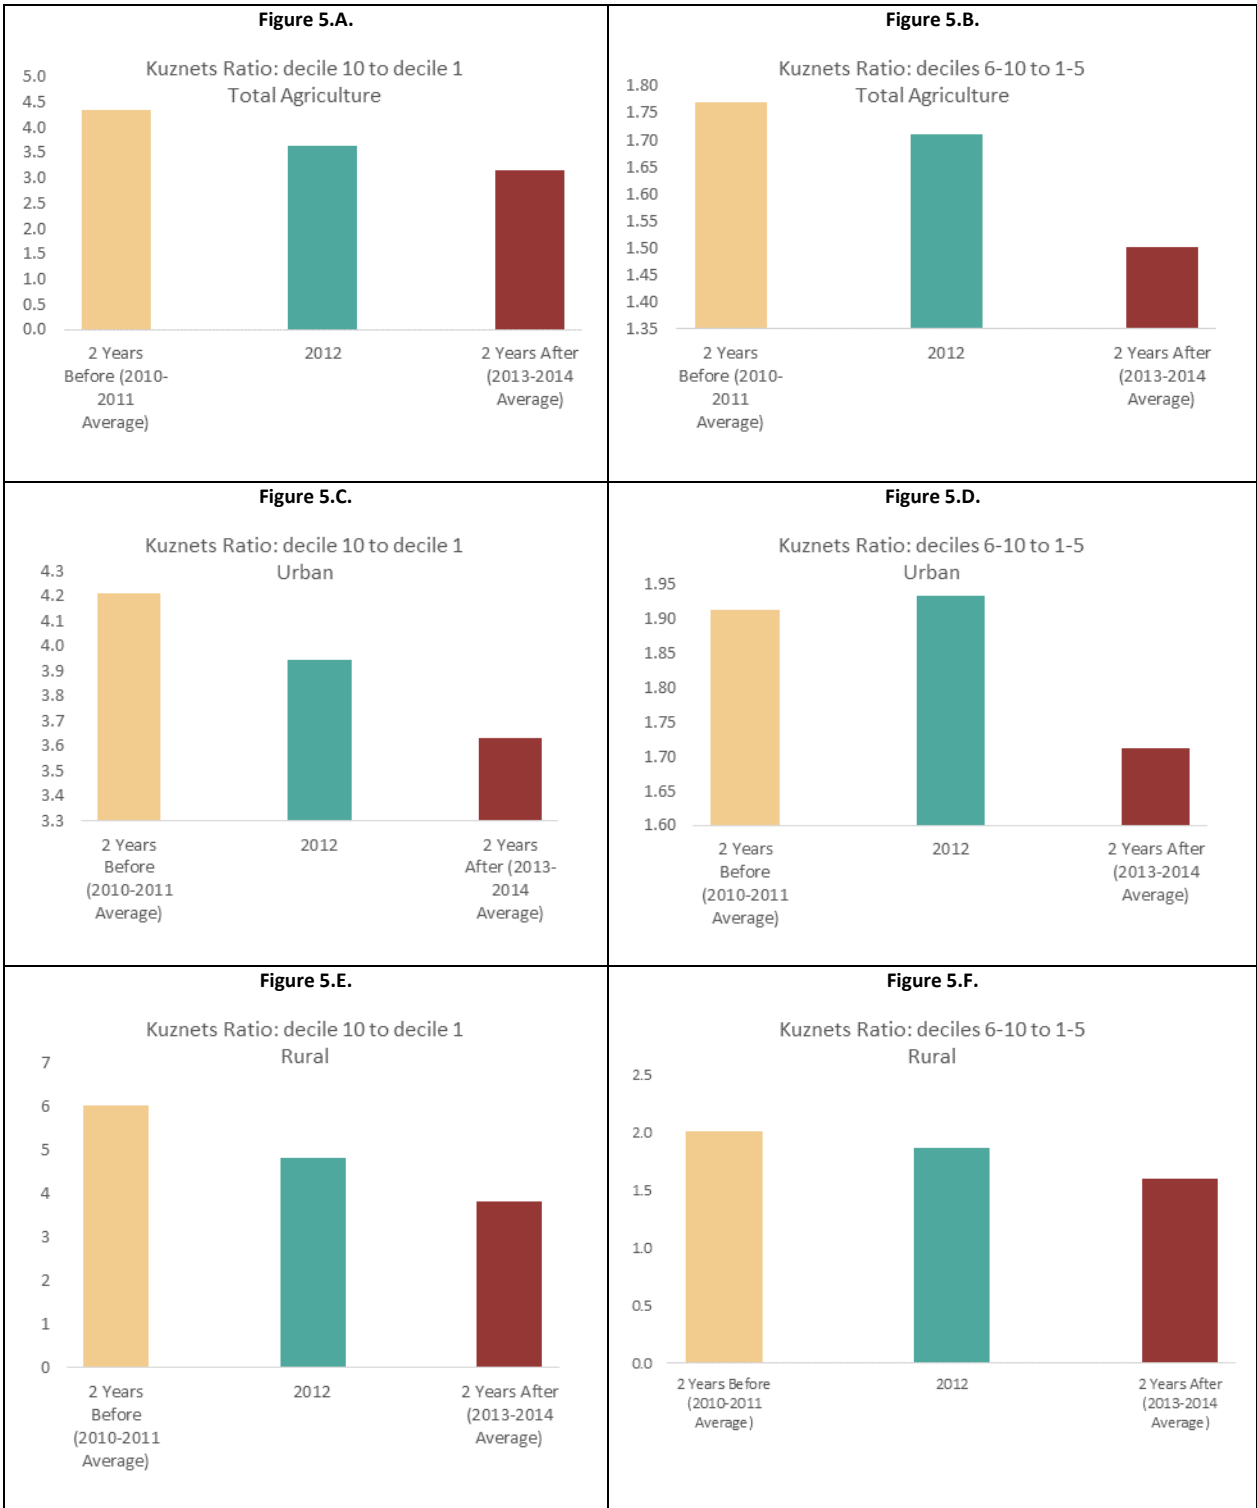 Figure 5.A.
Kuznets Ratio: decile 10 to decile 1
Total Agriculture
5.0
4.5
4.0
3.5
3.0
2.5
2.0
1.5
1.0
0.5
0.0
2 Years
Before (2010-
2011
Average)
2012
2 Years After
(2013-2014
Average)
Figure 5.B.
Kuznets Ratio: deciles 6-10 to 1-5
Total Agriculture
1.80
1.75
1.70
1.65
1.60
1.55
1.50
1.45
1.40
1.35
2 Years
Before (2010-
2011
Average)
2012
2 Years After
(2013-2014
Average)
Figure 5.C.
Kuznets Ratio: decile 10 to decile 1
Urban
4.3
4.2
4.1
4.0
3.9
3.8
3.7
3.6
3.5
3.4
3.3
2 Years
Before
(2010-2011
Average)
2012
2 Years
After (2013-
2014
Average)
Figure 5.D.
Kuznets Ratio: deciles 6-10 to 1-5
Urban
1.95
1.90
1.85
1.80
1.75
1.70
1.65
1.60
2 Years
Before
(2010-2011
Average)
2012
2 Years After
(2013-2014
Average)
Figure 5.E.
Kuznets Ratio: decile 10 to decile 1
Rural
7
6
5
4
3
2
1
0
2 Years
Before
(2010-2011
Average)
2012
2 Years After
(2013-2014
Average)
Figure 5.F.
Kuznets Ratio: deciles 6-10 to 1-5
Rural
2.5
2.0
1.5
1.0
0.5
0.0
2 Years Before
(2010-2011
Average)
2012
2 Years After
(2013-2014
Average)